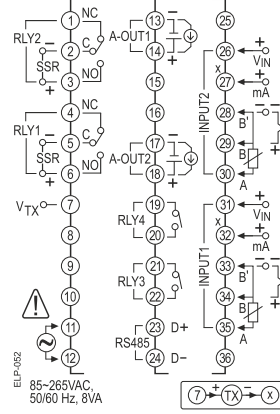 1 NC
RLY2
2 C
SSR
3 NO
4 NC
RLY1
5 C
SSR
6 NO
VTX 7
8
9
10
11
12
ELP-052
85~265VAC,
50/60 Hz, 8VA
13
A-OUT1
14
15
16
17
A-OUT2
18
19
RLY4
20
21
RLY3
22
23 D+
RS485
24 D-
25
26 + VIN
x
27 + mA
INPUT2
28 B'
29 B
30 A
31 + VIN
x
32 + mA
INPUT1
33 B'
34 B
35 A
36
7 + TX - x